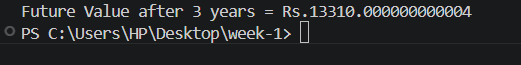 Future Value after 3 years = Rs.13310.000000000004
PS C:\Users\HP\Desktop\week-1>